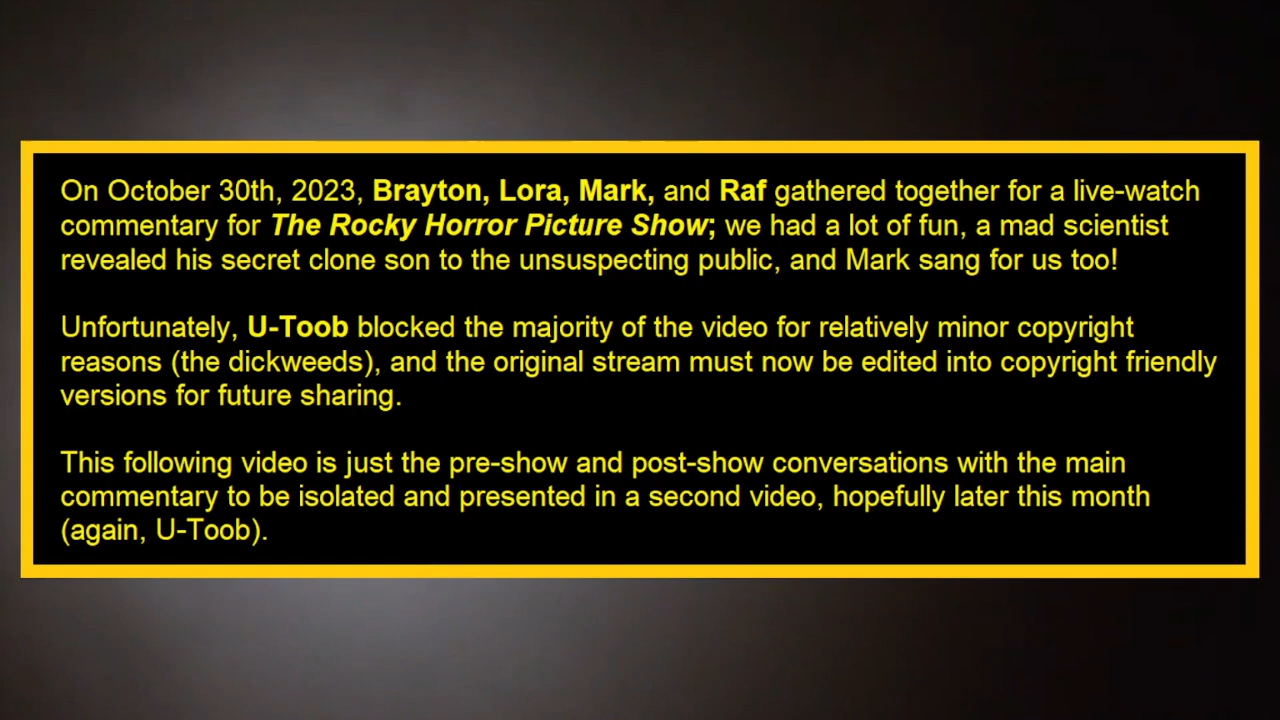 On October 30th, 2023, Brayton, Lora, Mark, and Raf gathered together for a live-watch
commentary for The Rocky Horror Picture Show; we had a lot of fun, a mad scientist
revealed his secret clone son to the unsuspecting public, and Mark sang for us too!
Unfortunately, U-Toob blocked the majority of the video for relatively minor copyright
reasons (the dickweeds), and the original stream must now be edited into copyright friendly
versions for future sharing.
This following video is just the pre-show and post-show conversations with the main
commentary to be isolated and presented in a second video, hopefully later this month
(again, U-Toob).